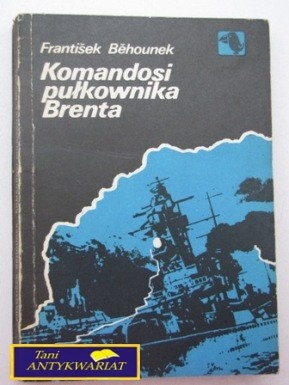 František Běhounek
Komandosi
pułkownika
Brenta
Tani
ANTYKWARIAT